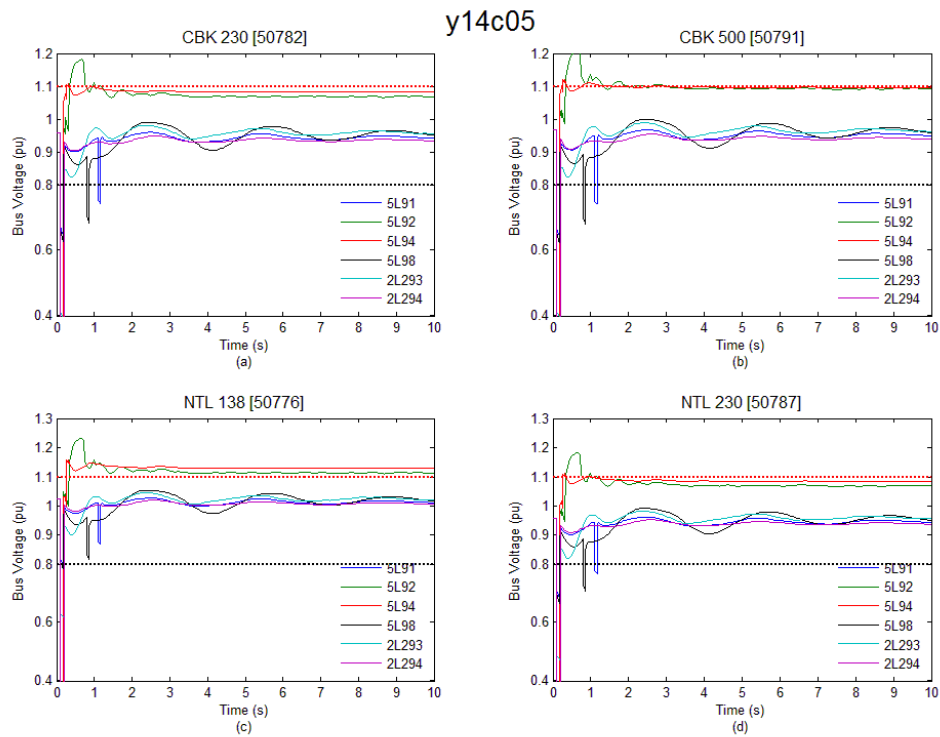 y14c05
CBK 230 [50782]
1.2
1.1
1
0.9
0.8
0.6
0.4
Bus Voltage (pu)
5L91
5L92
5L94
5L98
2L293
2L294
0 1 2 3 4 5 6 7 8 9 10
Time (s)
(a)
CBK 500 [50791]
1.2
1.1
1
0.9
0.8
0.6
0.4
Bus Voltage (pu)
5L91
5L92
5L94
5L98
2L293
2L294
0 1 2 3 4 5 6 7 8 9 10
Time (s)
(b)
NTL 138 [50776]
1.3
1.2
1.1
1
0.9
0.8
0.6
0.4
Bus Voltage (pu)
5L91
5L92
5L94
5L98
2L293
2L294
0 1 2 3 4 5 6 7 8 9 10
Time (s)
(c)
NTL 230 [50787]
1.3
1.2
1.1
1
0.9
0.8
0.6
0.4
Bus Voltage (pu)
5L91
5L92
5L94
5L98
2L293
2L294
0 1 2 3 4 5 6 7 8 9 10
Time (s)
(d)